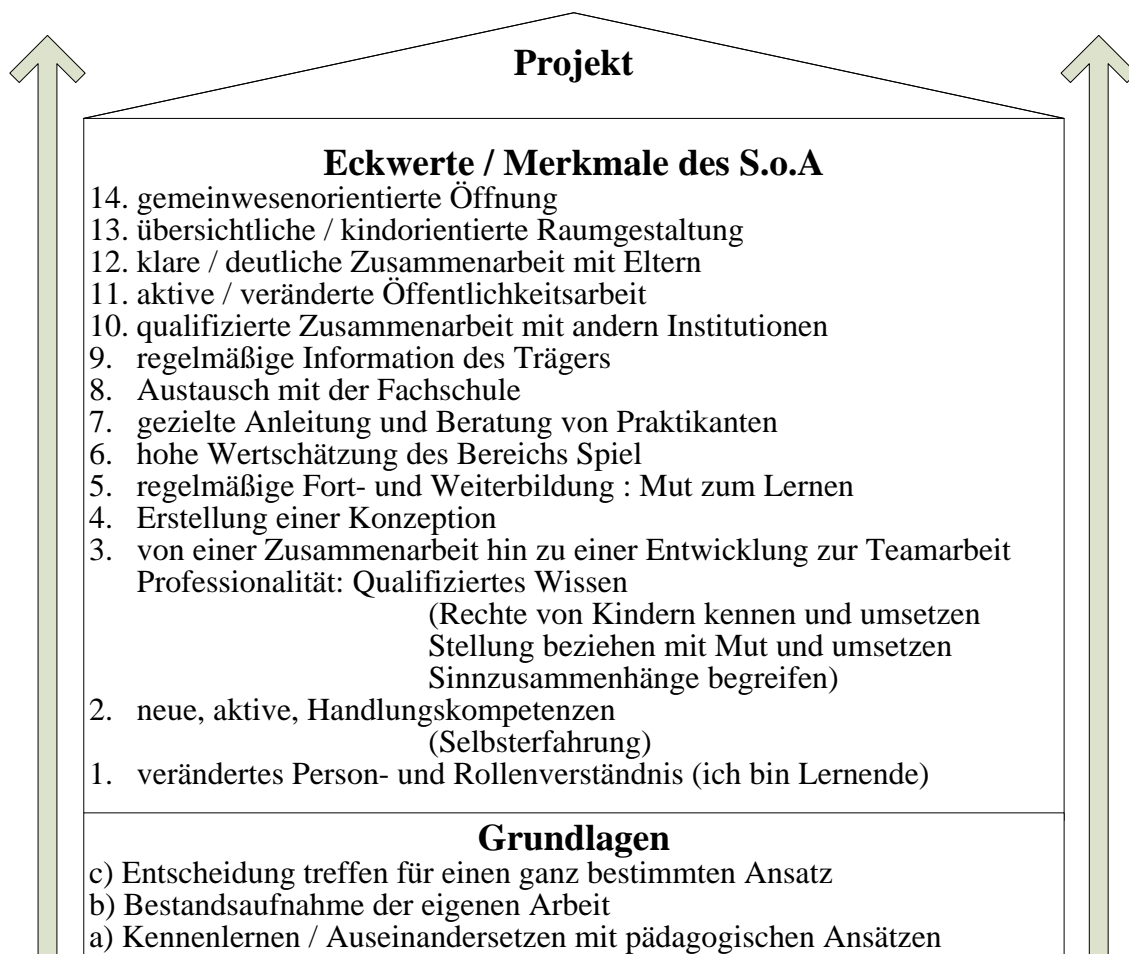 Projekt
Eckwerte / Merkmale des S.o.A
14. gemeinwesenorientierte Öffnung
13. übersichtliche / kindorientierte Raumgestaltung
12. klare / deutliche Zusammenarbeit mit Eltern
11. aktive / veränderte Öffentlichkeitsarbeit
10. qualifizierte Zusammenarbeit mit andern Institutionen
9. regelmäßige Information des Trägers
8. Austausch mit der Fachschule
7. gezielte Anleitung und Beratung von Praktikanten
6. hohe Wertschätzung des Bereichs Spiel
5. regelmäßige Fort- und Weiterbildung : Mut zum Lernen
4. Erstellung einer Konzeption
3. von einer Zusammenarbeit hin zu einer Entwicklung zur Teamarbeit
Professionalität: Qualifiziertes Wissen
(Rechte von Kindern kennen und umsetzen
Stellung beziehen mit Mut und umsetzen
Sinnzusammenhänge begreifen)
2. neue, aktive, Handlungskompetenzen
(Selbsterfahrung)
1. verändertes Person- und Rollenverständnis (ich bin Lernende)
Grundlagen
c) Entscheidung treffen für einen ganz bestimmten Ansatz
b) Bestandsaufnahme der eigenen Arbeit
a) Kennenlernen / Auseinandersetzen mit pädagogischen Ansätzen